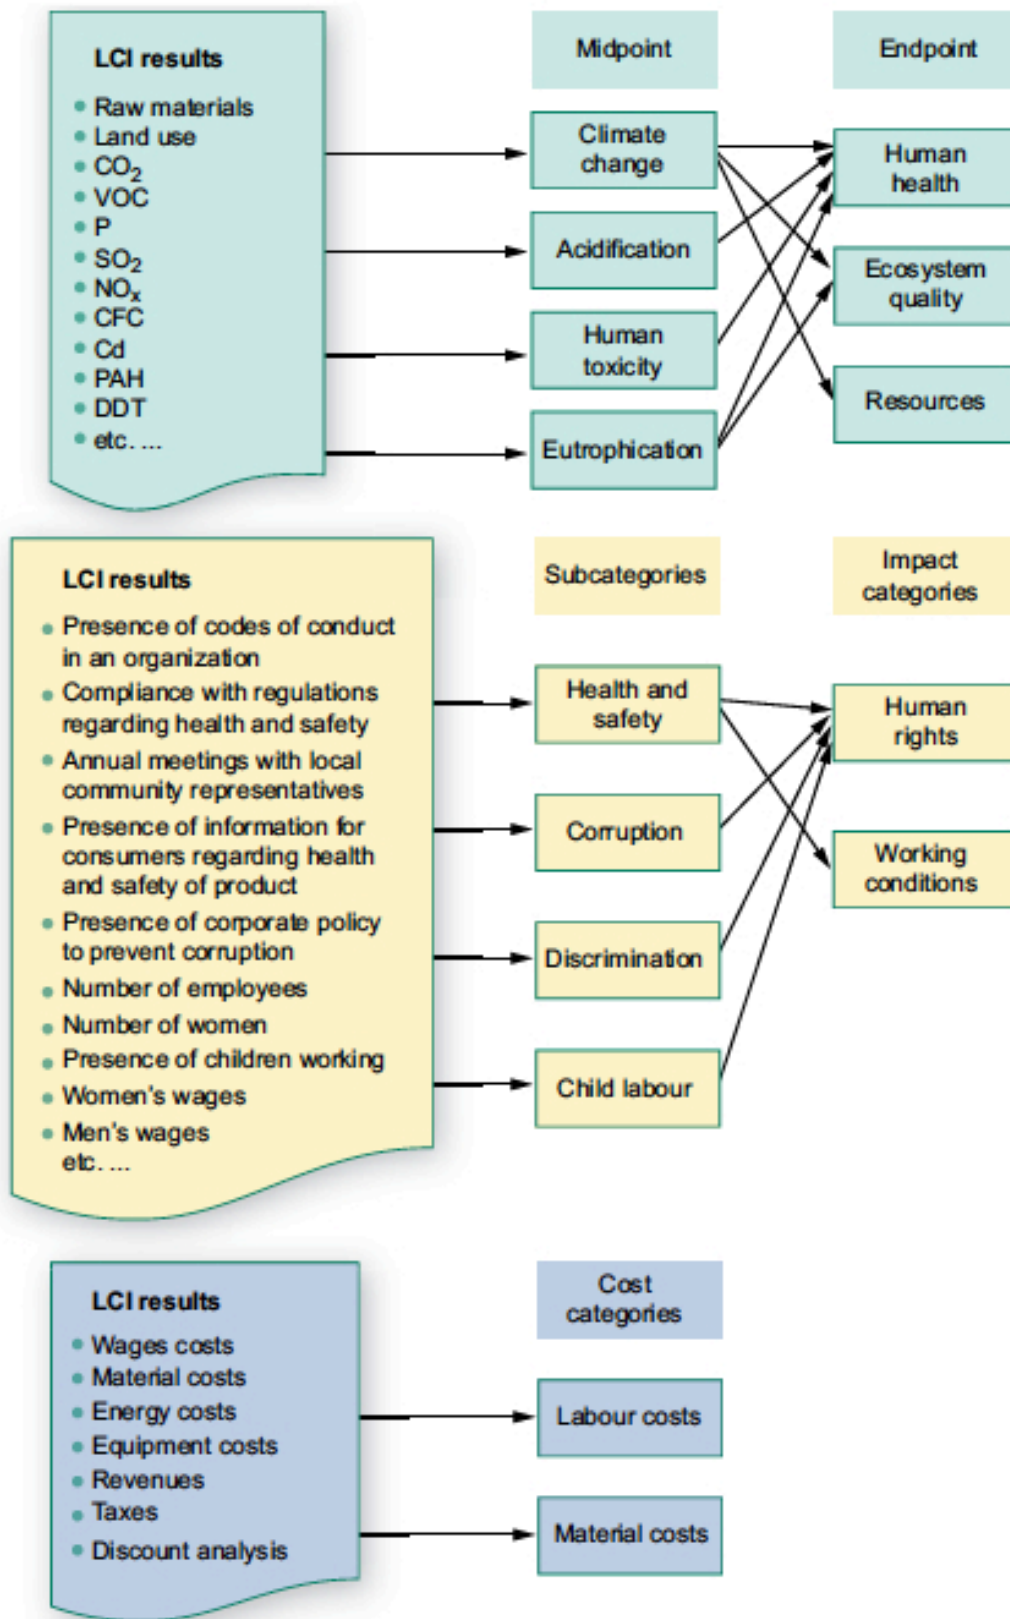 LCI results
Raw materials
Land use
CO₂
VOC
P
SO₂
NOₓ
CFC
Cd
PAH
DDT
etc. ...
Midpoint
Climate
change
Acidification
Human
toxicity
Eutrophication
Endpoint
Human
health
Ecosystem
quality
Resources
LCI results
Presence of codes of conduct
in an organization
Compliance with regulations
regarding health and safety
Annual meetings with local
community representatives
Presence of information for
consumers regarding health
and safety of product
Presence of corporate policy
to prevent corruption
Number of employees
Number of women
Presence of children working
Women's wages
Men's wages
etc. ...
Subcategories
Health and
safety
Corruption
Discrimination
Child labour
Impact
categories
Human
rights
Working
conditions
LCI results
Wages costs
Material costs
Energy costs
Equipment costs
Revenues
Taxes
Discount analysis
Cost
categories
Labour costs
Material costs